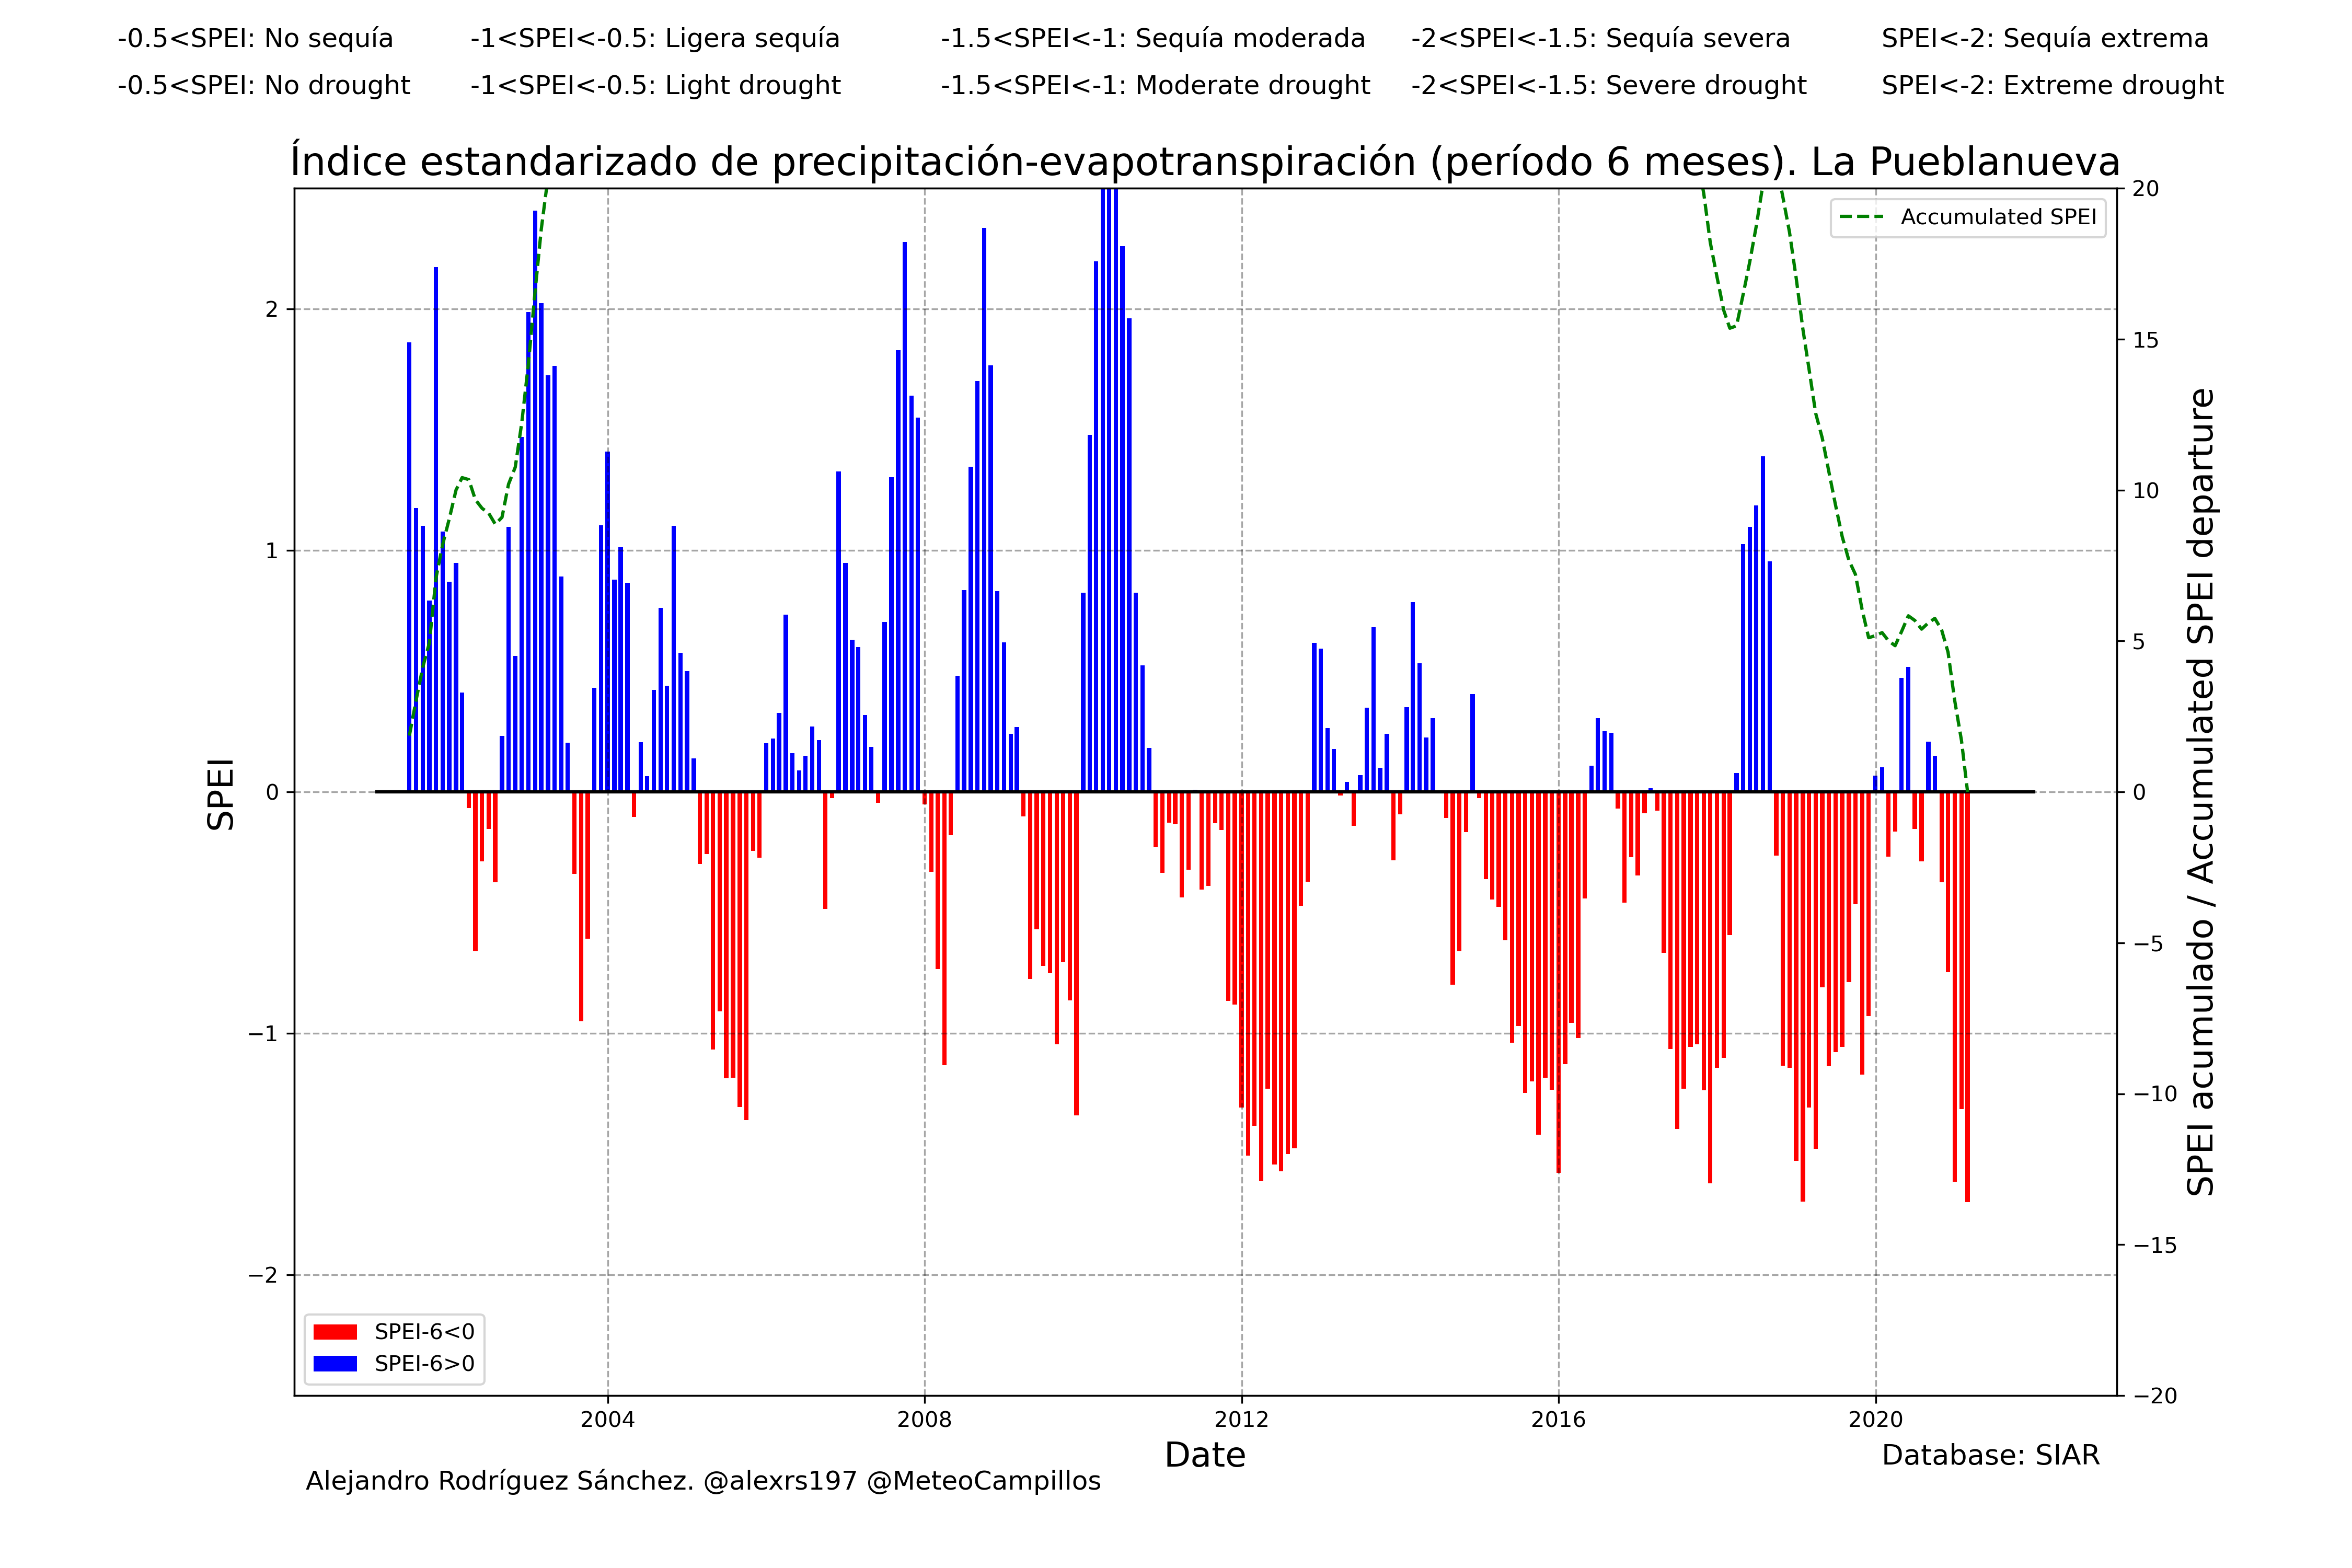 -0.5<SPEI: No sequía -1<SPEI<-0.5: Ligera sequía -1.5<SPEI<-1: Sequía moderada -2<SPEI<-1.5: Sequía severa SPEI<-2: Sequía extrema
-0.5<SPEI: No drought -1<SPEI<-0.5: Light drought -1.5<SPEI<-1: Moderate drought -2<SPEI<-1.5: Severe drought SPEI<-2: Extreme drought
Índice estandarizado de precipitación-evapotranspiración (período 6 meses). La Pueblanueva
Accumulated SPEI
SPEI
2
1
0
−1
−2
20
15
10
5
0
−5
−10
−15
−20
SPEI acumulado / Accumulated SPEI departure
SPEI-6<0
SPEI-6>0
2004 2008 2012 2016 2020
Date
Database: SIAR
Alejandro Rodríguez Sánchez. @alexrs197 @MeteoCampillos